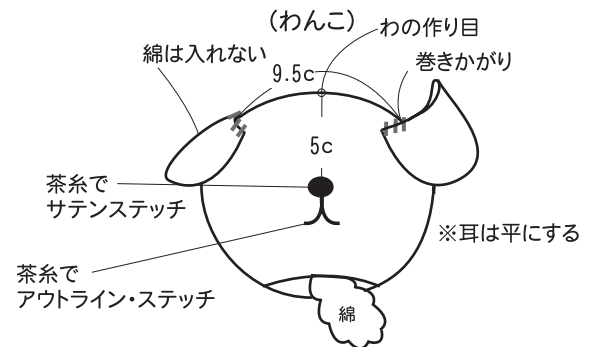 (わんこ)
わの作り目
綿は入れない
巻きかがり
9.5c
5c
茶糸で
サテンステッチ
※耳は平にする
茶糸で
アウトライン・ステッチ
綿